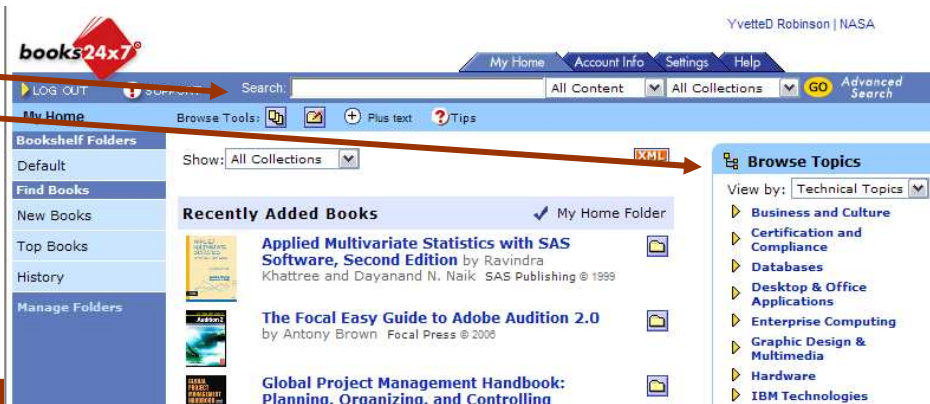 YvetteD Robinson | NASA
books24x7
My Home Account Info Settings Help
LOG OUT SUPPORT Search: All Content All Collections GO Advanced Search
My Home Browse Tools: Plus text Tips
Bookshelf Folders
Default
Find Books
New Books
Top Books
History
Manage Folders
Show: All Collections XML
Recently Added Books My Home Folder
Applied Multivariate Statistics with SAS
Software, Second Edition by Ravindra
Khattree and Dayanand N. Naik SAS Publishing © 1999
The Focal Easy Guide to Adobe Audition 2.0
by Antony Brown Focal Press © 2006
Global Project Management Handbook:
Planning, Organizing, and Controlling
Browse Topics
View by: Technical Topics
Business and Culture
Certification and
Compliance
Databases
Desktop & Office
Applications
Enterprise Computing
Graphic Design &
Multimedia
Hardware
IBM Technologies